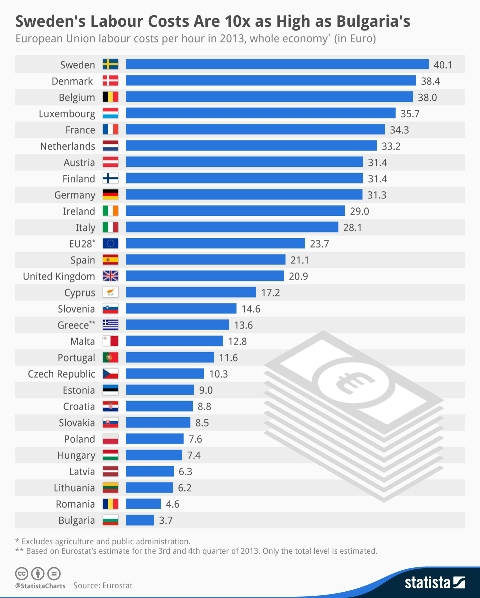 Sweden's Labour Costs Are 10x as High as Bulgaria's
European Union labour costs per hour in 2013, whole economy* (in Euro)
Sweden 40.1
Denmark 38.4
Belgium 38.0
Luxembourg 35.7
France 34.3
Netherlands 33.2
Austria 31.4
Finland 31.4
Germany 31.3
Ireland 29.0
Italy 28.1
EU28* 23.7
Spain 21.1
United Kingdom 20.9
Cyprus 17.2
Slovenia 14.6
Greece** 13.6
Malta 12.8
Portugal 11.6
Czech Republic 10.3
Estonia 9.0
Croatia 8.8
Slovakia 8.5
Poland 7.6
Hungary 7.4
Latvia 6.3
Lithuania 6.2
Romania 4.6
Bulgaria 3.7
€
* Excludes agriculture and public administration.
** Based on Eurostat's estimate for the 3rd and 4th quarter of 2013. Only the total level is estimated.
@StatistaCharts Source: Eurostat
statista